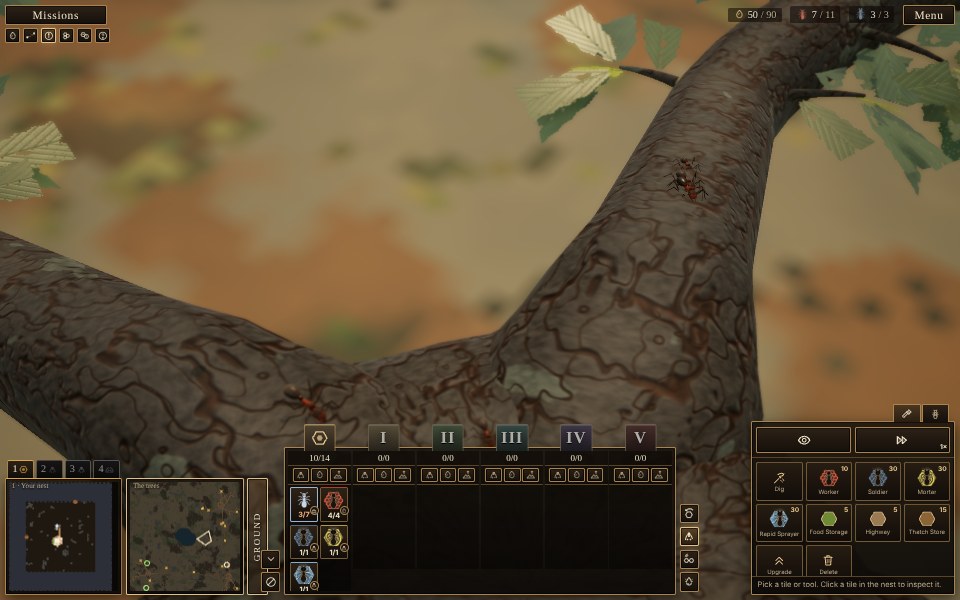 Missions
50 / 90
7 / 11
3 / 3
Menu
I
II
III
IV
V
10/14
0/0
0/0
0/0
0/0
0/0
1
2
3
4
1 - Your nest
The trees
GROUND
3/7
4/4
1/1
1/1
1/1
1x
Dig
10
Worker
30
Soldier
30
Mortar
30
Rapid Sprayer
5
Food Storage
5
Highway
15
Thatch Store
Upgrade
Delete
Pick a tile or tool. Click a tile in the nest to inspect it.